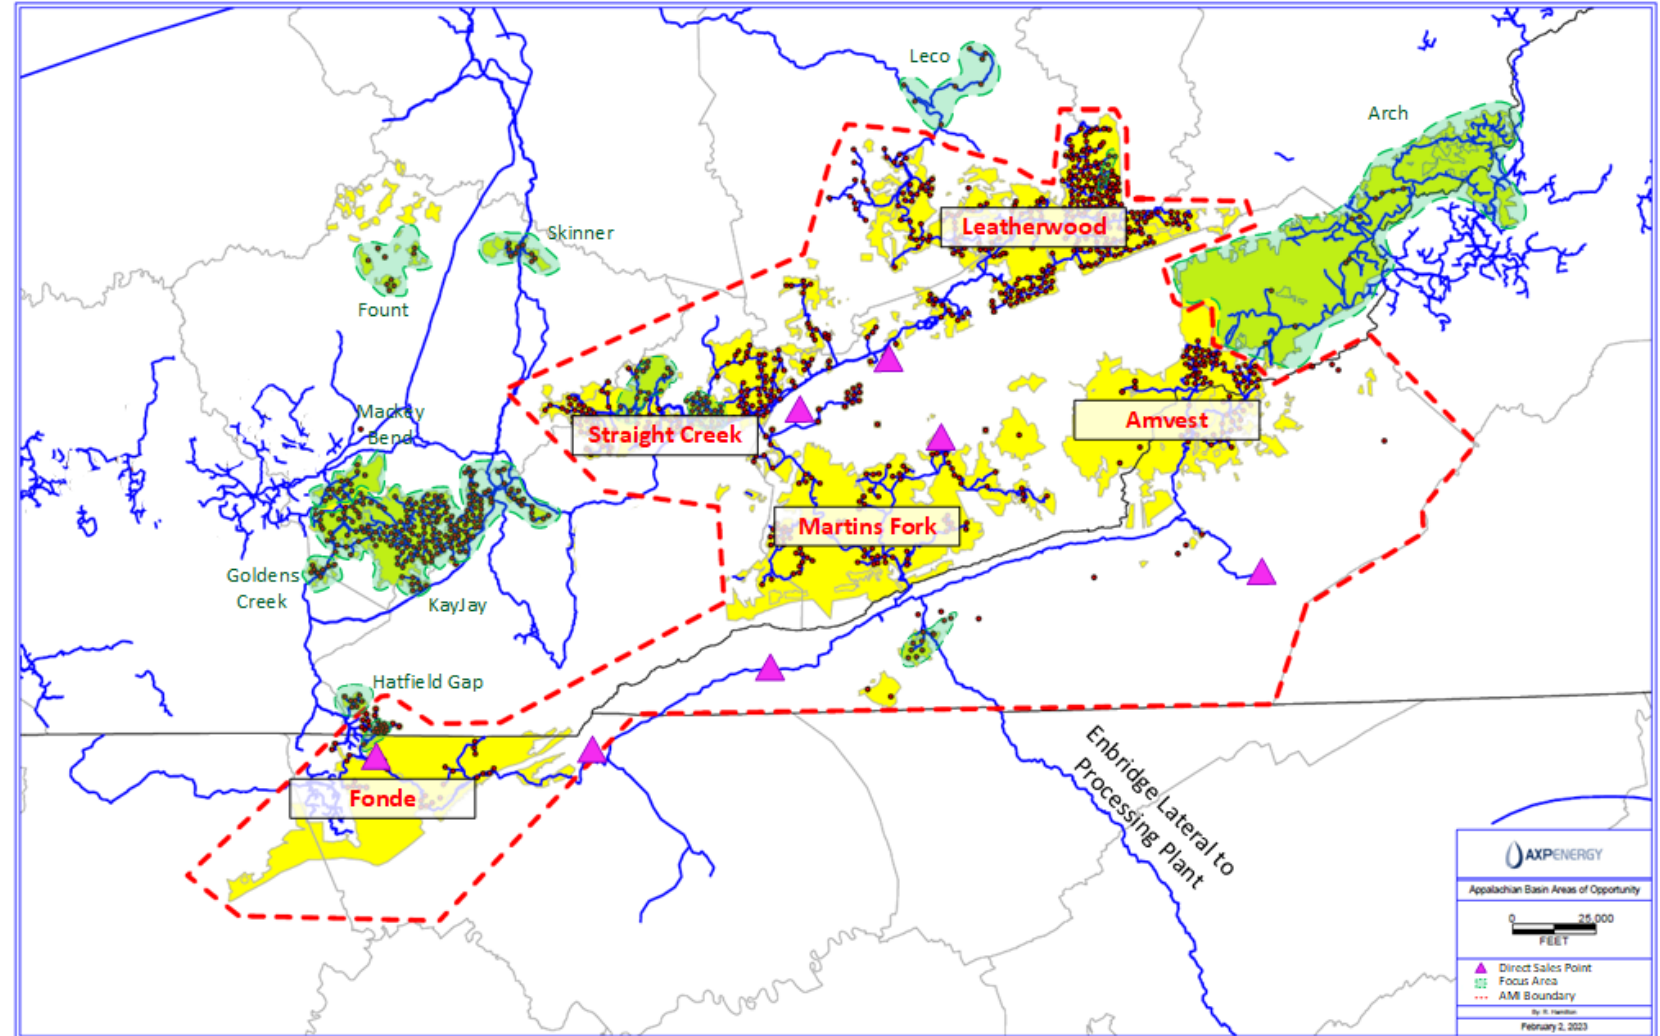 Leco
Arch
Leatherwood
Skinner
Fount
Mackey
Bend
Straight Creek
Amvest
Martins Fork
Goldens
Creek
KayJay
Hatfield Gap
Fonde
Enbridge Lateral to
Processing Plant
AXPENERGY
Appalachian Basin Areas of Opportunity
0 25,000
FEET
Direct Sales Point
Focus Area
AMI Boundary
By: R. Hamilton
February 2, 2023